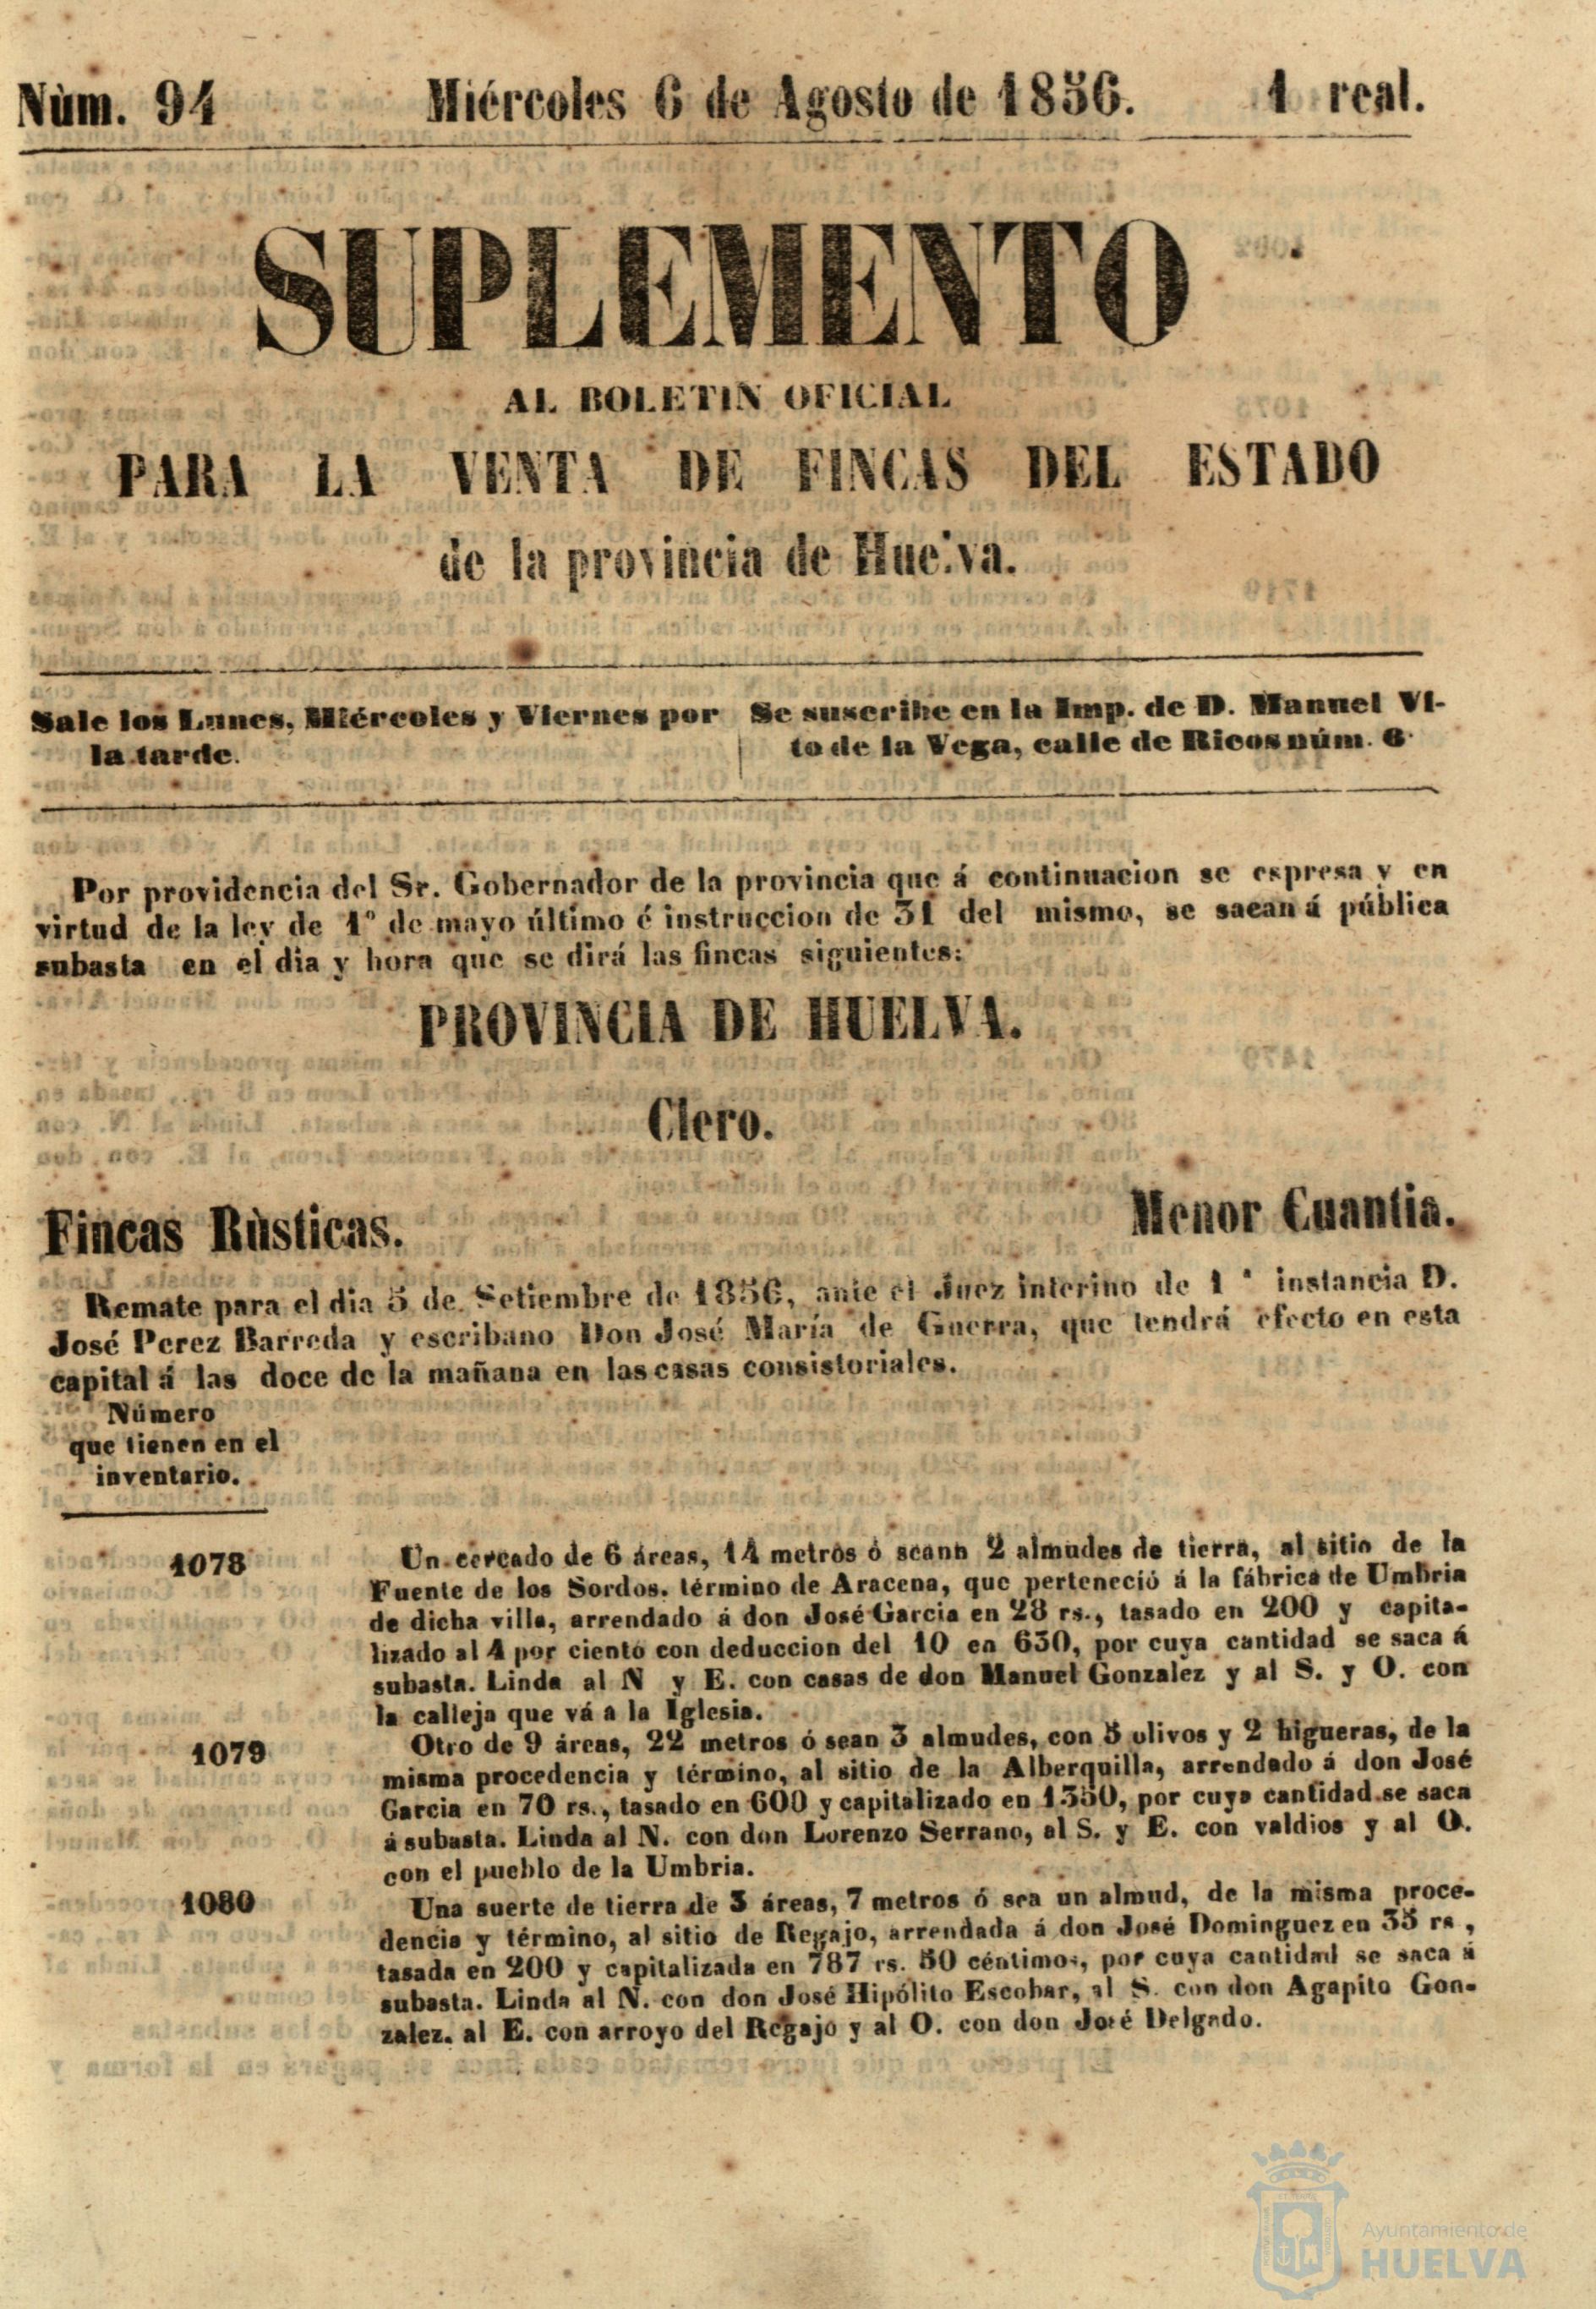 Nùm. 94 Miércoles 6 de Agosto de 1856. 1 real.
SUPLEMENTO
AL BOLETIN OFICIAL
PARA LA VENTA DE FINCAS DEL ESTADO
de la provincia de Huelva.
Sale los Lunes, Miércoles y Viernes por
la tarde.
Se suscribe en la Imp. de D. Manuel Vi-
to de la Vega, calle de Ricos núm. 6
Por providencia del Sr. Gobernador de la provincia que á continuacion se espresa y en
virtud de la ley de 1º de mayo último é instruccion de 31 del mismo, se sacan á pública
subasta en el dia y hora que se dirá las fincas siguientes:
PROVINCIA DE HUELVA.
Clero.
Fincas Rùsticas. Menor Cuantia.
Remate para el dia 5 de Setiembre de 1856, ante el Juez interino de 1ª instancia D.
José Perez Barreda y escribano Don José María de Guerra, que tendrá efecto en esta
capital á las doce de la mañana en las casas consistoriales.
Número
que tienen en el
inventario.
1078 Un cercado de 6 áreas, 14 metros ó seann 2 almudes de tierra, al sitio de la
Fuente de los Sordos. término de Aracena, que perteneció á la fábrica de Umbria
de dicha villa, arrendado á don José Garcia en 28 rs., tasado en 200 y capita-
lizado al 4 por ciento con deduccion del 10 en 630, por cuya cantidad se saca á
subasta. Linda al N y E. con casas de don Manuel Gonzalez y al S. y O. con
la calleja que vá a la Iglesia.
1079 Otro de 9 áreas, 22 metros ó sean 3 almudes, con 5 olivos y 2 higueras, de la
misma procedencia y término, al sitio de la Alberquilla, arrendado á don José
Garcia en 70 rs., tasado en 600 y capitalizado en 1350, por cuya cantidad se saca
á subasta. Linda al N. con don Lorenzo Serrano, al S. y E. con valdios y al O.
con el pueblo de la Umbria.
1080 Una suerte de tierra de 3 áreas, 7 metros ó sea un almud, de la misma proce-
dencia y término, al sitio de Regajo, arrendada á don José Dominguez en 35 rs,
tasada en 200 y capitalizada en 787 rs. 50 céntimos, por cuya cantidad se saca á
subasta. Linda al N. con don José Hipólito Escobar, al S. con don Agapito Gon-
zalez. al E. con arroyo del Regajo y al O. con don José Delgado.
Ayuntamiento de
HUELVA